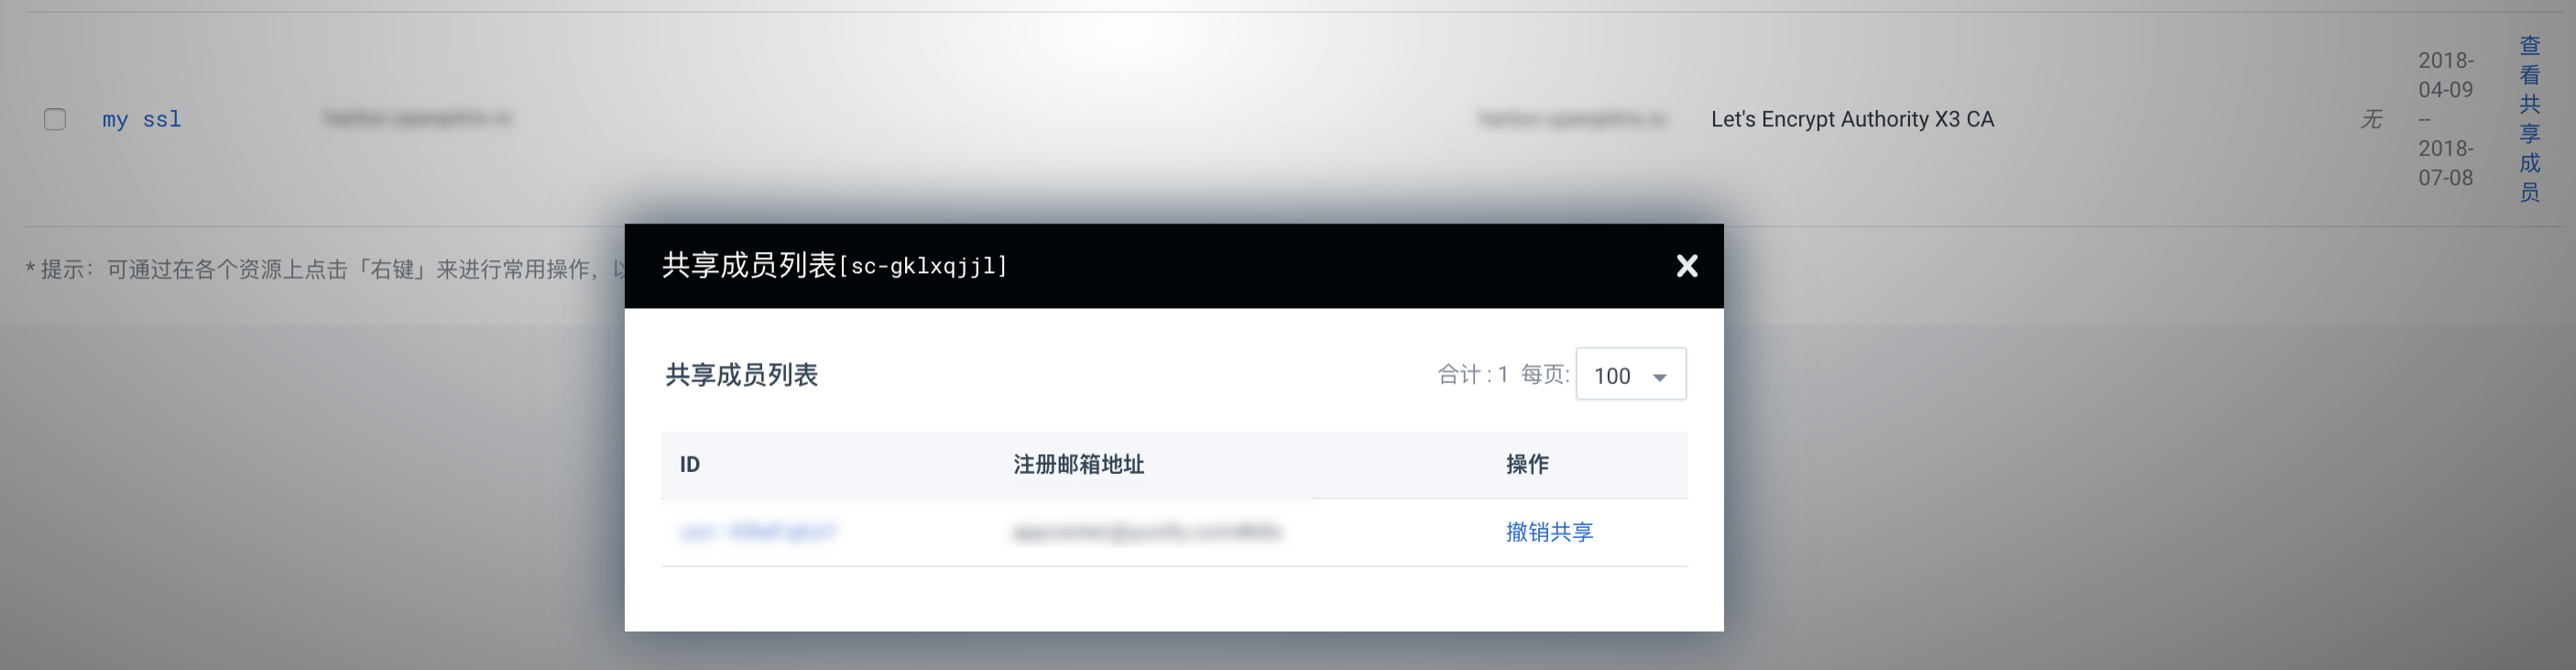 my ssl
Let's Encrypt Authority X3 CA
无
2018-
04-09
--
2018-
07-08
查
看
共
享
成
员
* 提示：可通过在各个资源上点击「右键」来进行常用操作，以
共享成员列表[sc-gklxqjjl]
共享成员列表
合计 : 1 每页: 100
ID 注册邮箱地址 操作
撤销共享